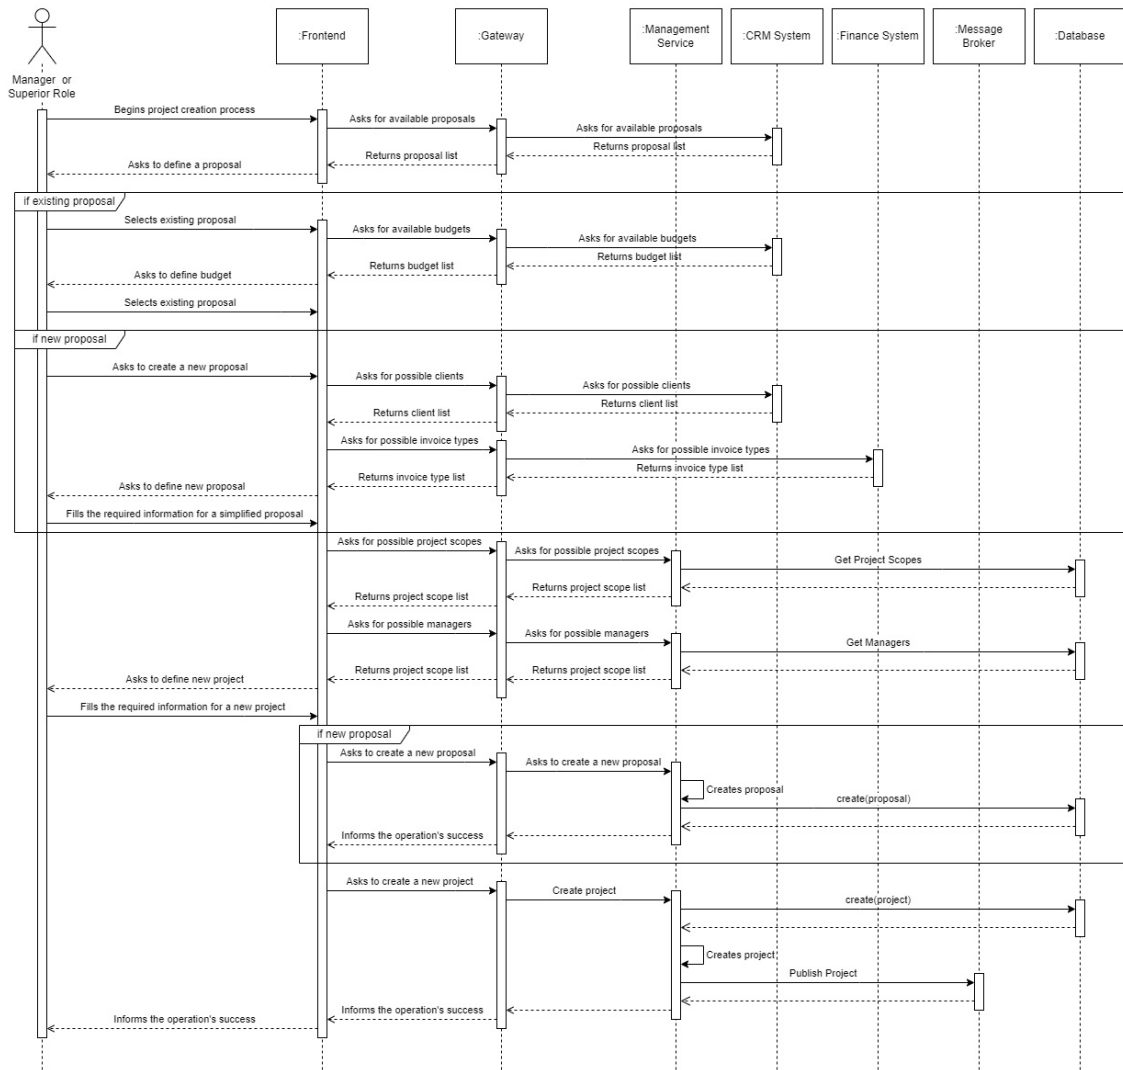 :Frontend
:Gateway
:Management
Service
:CRM System
:Finance System
:Message
Broker
:Database
Manager or
Superior Role
Begins project creation process
Asks for available proposals
Asks for available proposals
Returns proposal list
Returns proposal list
Asks to define a proposal
if existing proposal
Selects existing proposal
Asks for available budgets
Asks for available budgets
Returns budget list
Returns budget list
Asks to define budget
Selects existing proposal
if new proposal
Asks to create a new proposal
Asks for possible clients
Asks for possible clients
Returns client list
Returns client list
Asks for possible invoice types
Asks for possible invoice types
Returns invoice type list
Returns invoice type list
Asks to define new proposal
Fills the required information for a simplified proposal
Asks for possible project scopes
Asks for possible project scopes
Get Project Scopes
Returns project scope list
Returns project scope list
Asks for possible managers
Asks for possible managers
Get Managers
Returns project scope list
Returns project scope list
Asks to define new project
Fills the required information for a new project
if new proposal
Asks to create a new proposal
Asks to create a new proposal
Creates proposal
create(proposal)
Informs the operation's success
Asks to create a new project
Create project
create(project)
Creates project
Publish Project
Informs the operation's success
Informs the operation's success